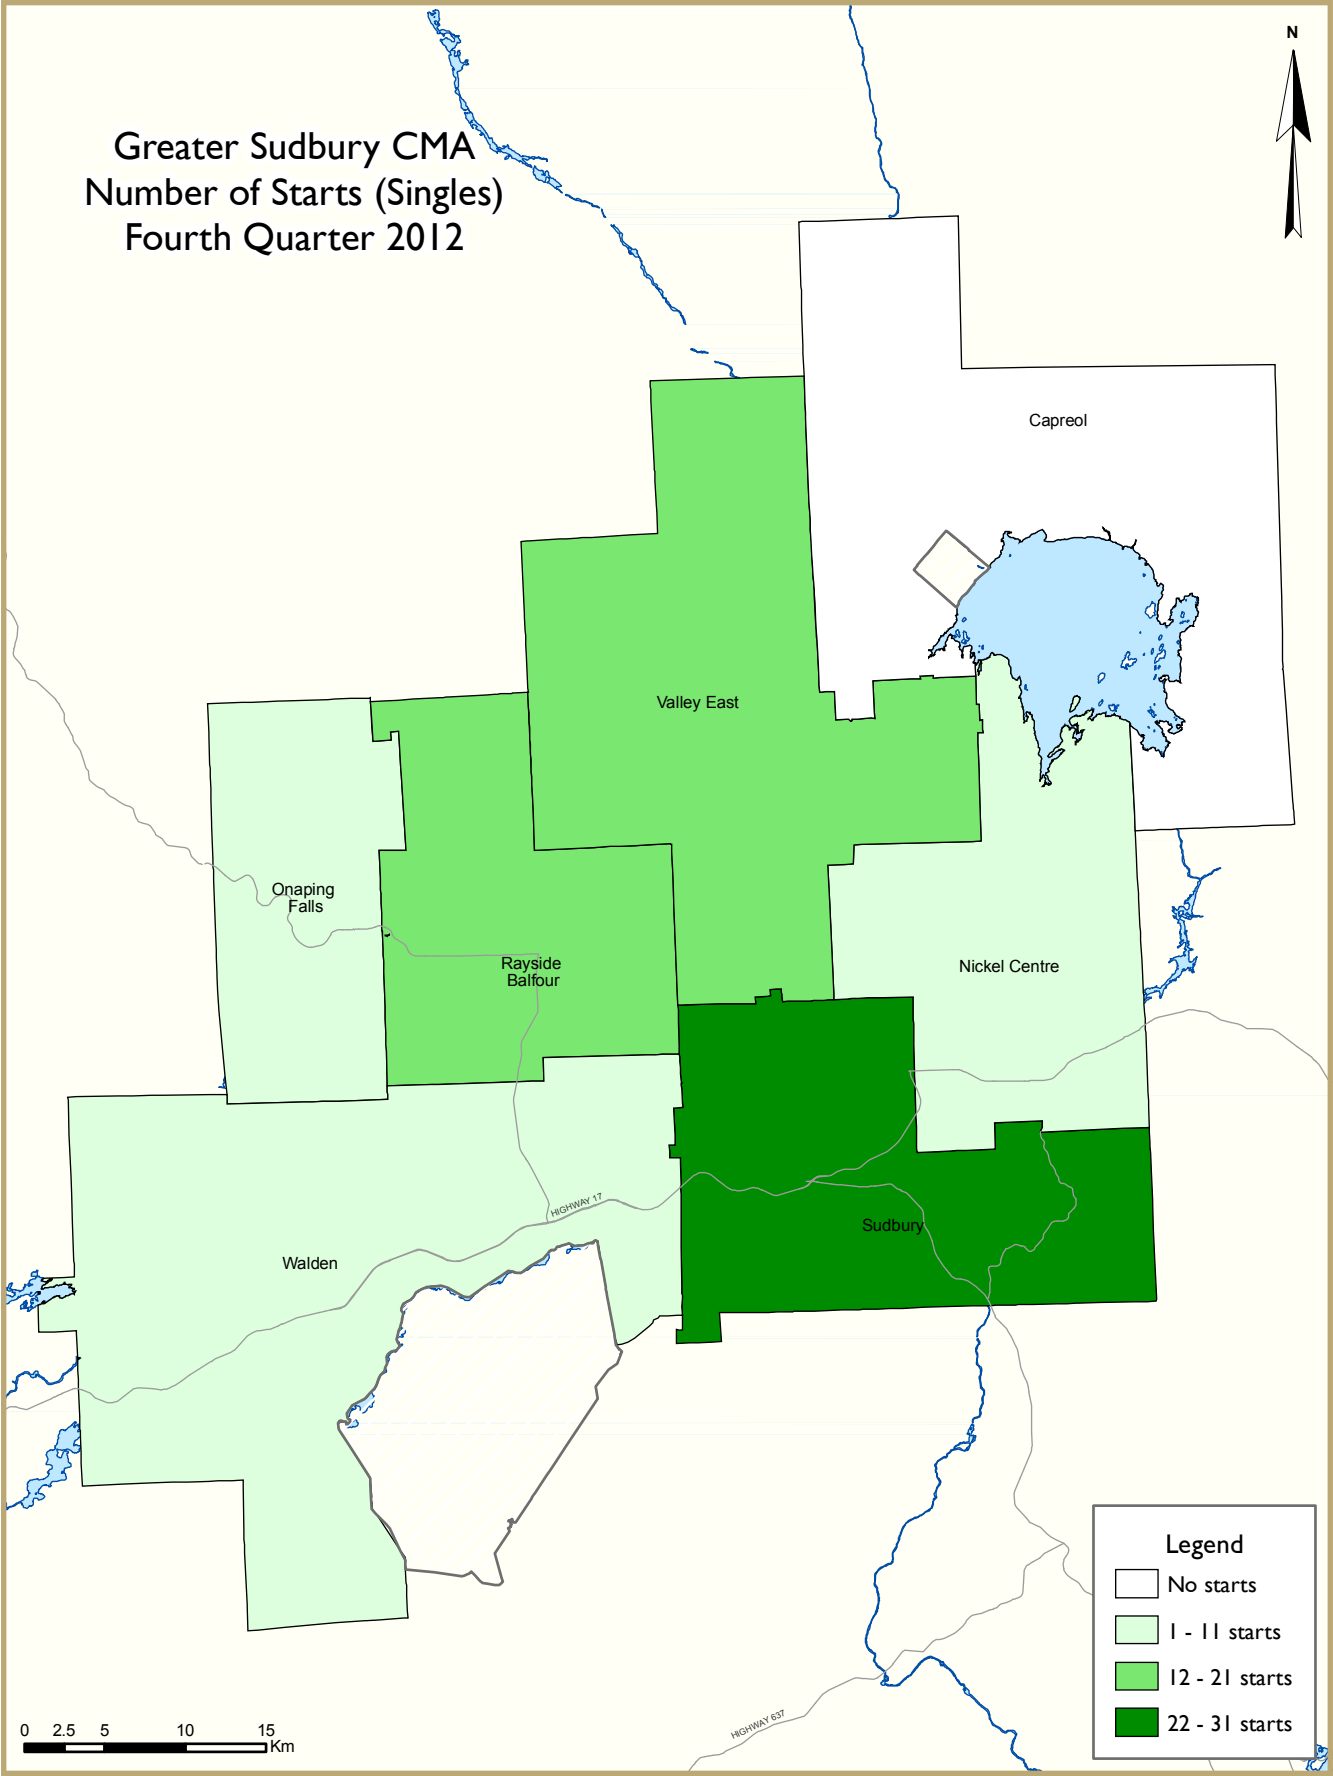 N
Greater Sudbury CMA
Number of Starts (Singles)
Fourth Quarter 2012
Capreol
Valley East
Onaping
Falls
Rayside
Balfour
Nickel Centre
HIGHWAY 17
Sudbury
Walden
Legend
No starts
1 - 11 starts
12 - 21 starts
22 - 31 starts
HIGHWAY 637
0 2.5 5 10 15
Km